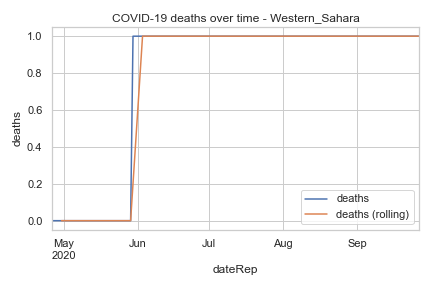 COVID-19 deaths over time - Western_Sahara
deaths
1.0
0.8
0.6
0.4
0.2
0.0
deaths
deaths (rolling)
May Jun Jul Aug Sep
2020
dateRep